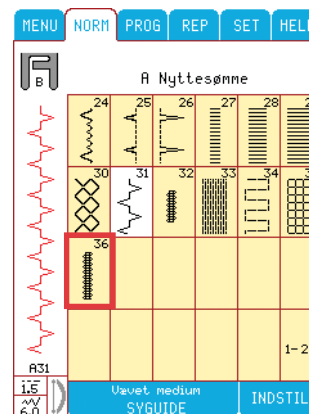 MENU NORM PROG REP SET HELP
B
A Nyttesømme
24 25 26 27 28
30 31 32 33 34
36
1-2
A31
1.5
6.0
Vævet medium
SYGUIDE
INDSTIL